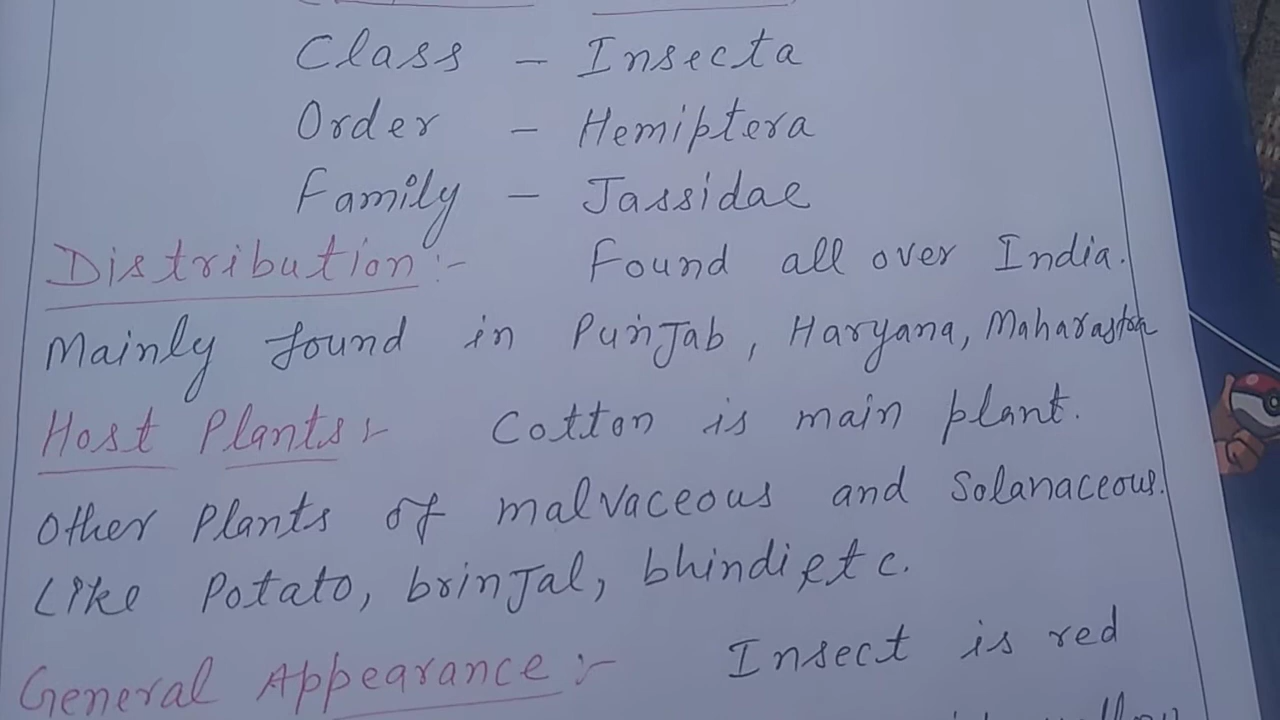 Class - Insecta
Order - Hemiptera
Family - Jassidae
Distribution :- Found all over India.
Mainly found in Punjab, Haryana, Maharastra
Host Plants :- Cotton is main plant.
Other Plants of malvaceous and Solanaceous.
Like Potato, brinjal, bhindi etc.
General Appearance :- Insect is red